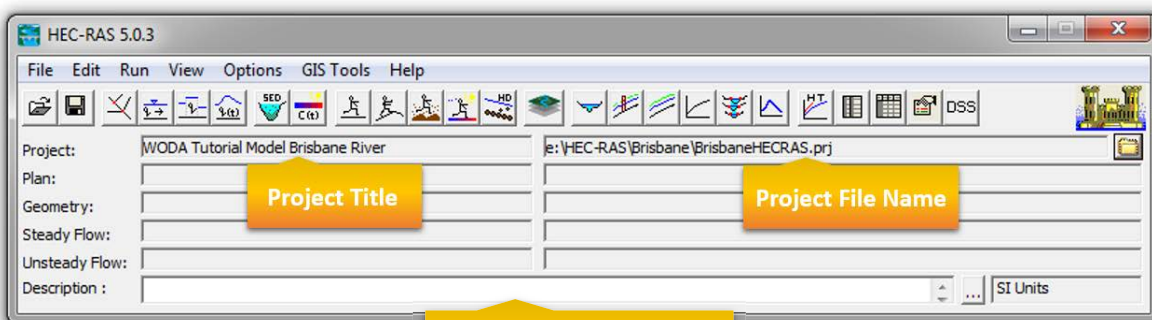 HEC-RAS 5.0.3
File Edit Run View Options GIS Tools Help
SED C(t) HD HT DSS
Project: WODA Tutorial Model Brisbane River e:\HEC-RAS\Brisbane\BrisbaneHECRAS.prj
Plan:
Project Title Project File Name
Geometry:
Steady Flow:
Unsteady Flow:
Description : ... SI Units